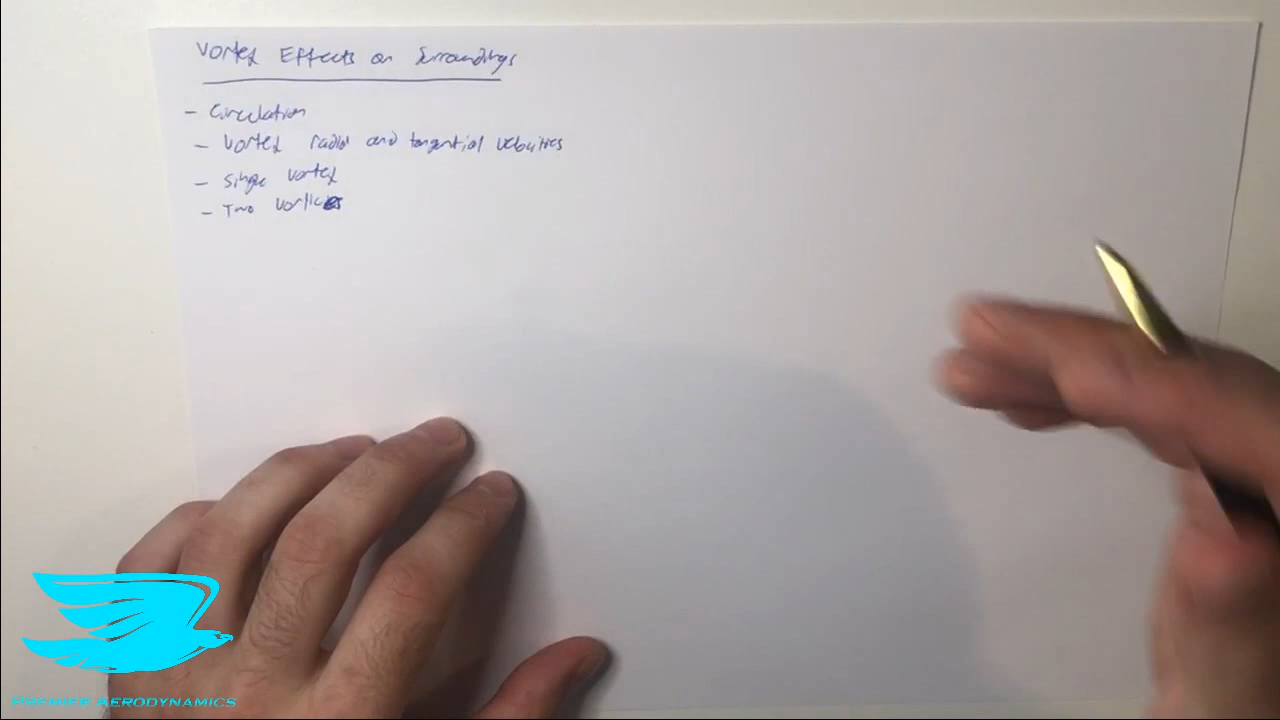 Vortex Effects on Surroundings
- Circulation
- Vortex radial and tangential velocities
- Single vortex
- Two vortices
PREMIER AERODYNAMICS